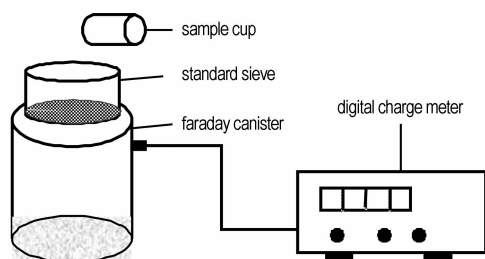 sample cup
standard sieve
faraday canister
digital charge meter